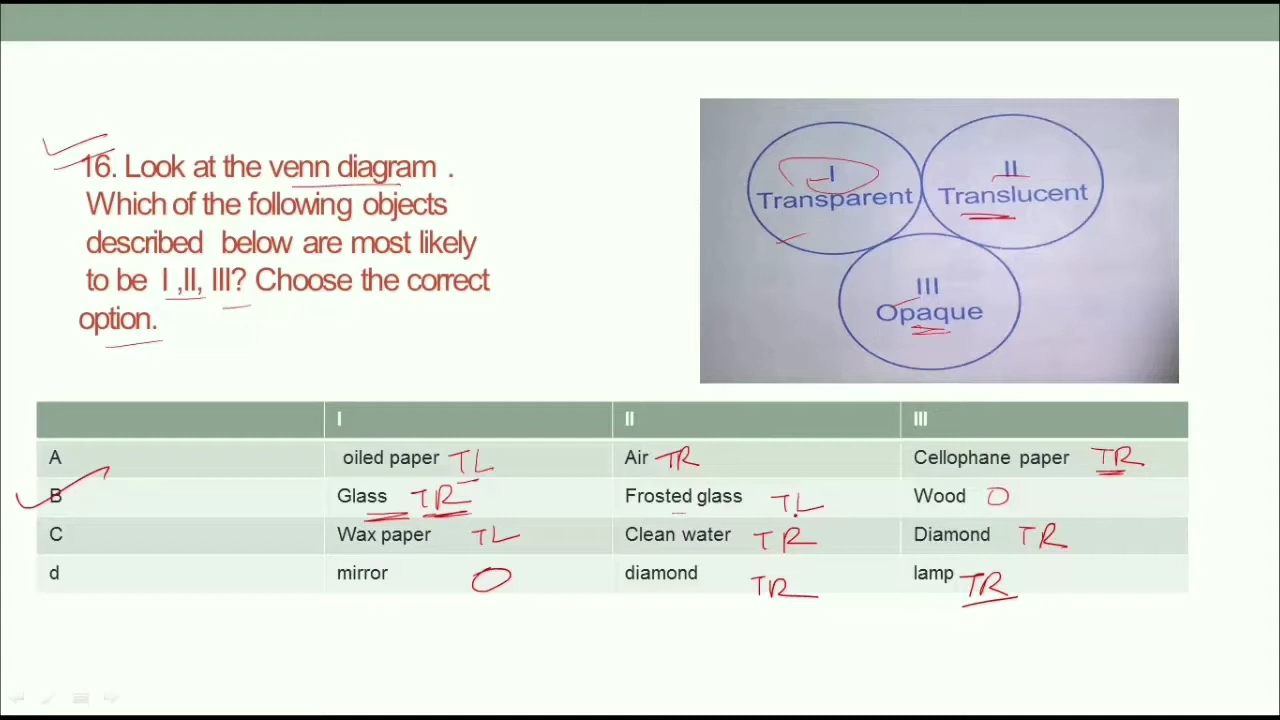 16. Look at the venn diagram .
Which of the following objects
described below are most likely
to be I ,II, III? Choose the correct
option.
I
Transparent
II
Translucent
III
Opaque
I II III
A oiled paper TL Air TR Cellophane paper TR
B Glass TR Frosted glass TL Wood O
C Wax paper TL Clean water TR Diamond TR
d mirror O diamond TR lamp TR